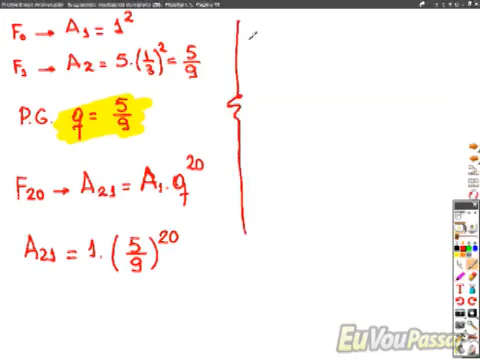 F₀ → A₁ = 1²
F₁ → A₂ = 5·(1/3)² = 5/9
P.G. q = 5/9
F₂₀ → A₂₁ = A₁·q²⁰
A₂₁ = 1·(5/9)²⁰
EuVouPassar